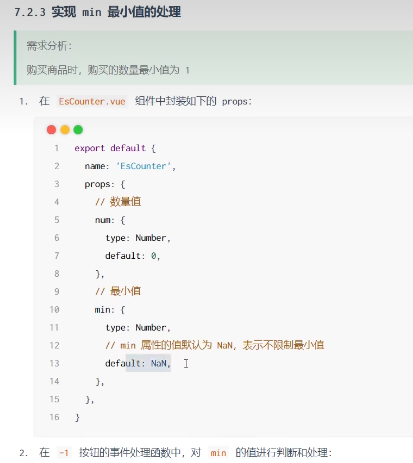 7.2.3 实现 min 最小值的处理
需求分析：
购买商品时，购买的数量最小值为 1
1. 在 EsCounter.vue 组件中封装如下的 props：
1 export default {
2 name: 'EsCounter',
3 props: {
4 // 数量值
5 num: {
6 type: Number,
7 default: 0,
8 },
9 // 最小值
10 min: {
11 type: Number,
12 // min 属性的值默认为 NaN，表示不限制最小值
13 default: NaN,
14 },
15 },
16 }
2. 在 -1 按钮的事件处理函数中，对 min 的值进行判断和处理：